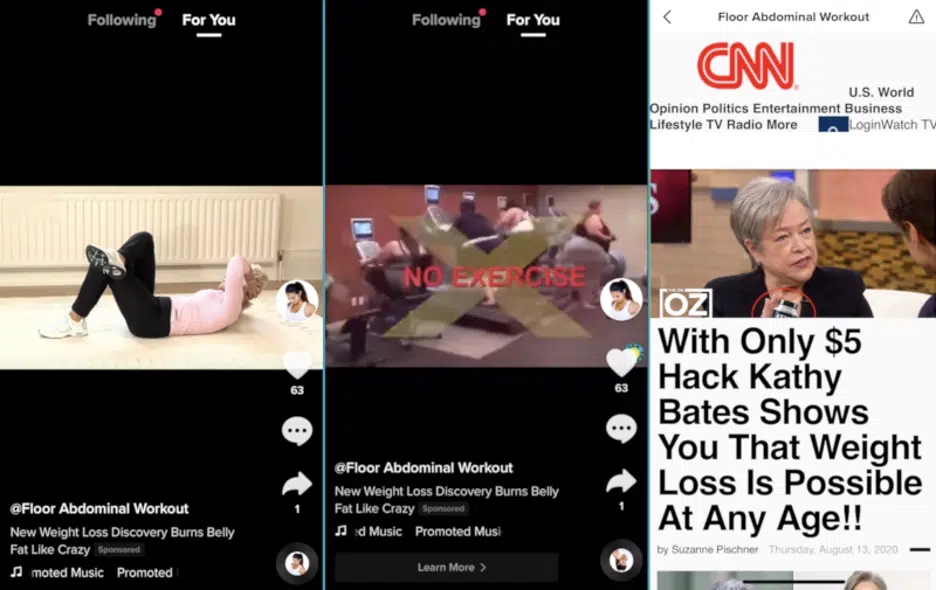 Following For You
63
1
@Floor Abdominal Workout
New Weight Loss Discovery Burns Belly
Fat Like Crazy Sponsored
moted Music Promoted
Following For You
NO EXERCISE
63
1
@Floor Abdominal Workout
New Weight Loss Discovery Burns Belly
Fat Like Crazy Sponsored
ed Music Promoted Musi
Learn More >
Floor Abdominal Workout
CNN
U.S. World
Opinion Politics Entertainment Business
Lifestyle TV Radio More LoginWatch TV
OZ
With Only $5
Hack Kathy
Bates Shows
You That Weight
Loss Is Possible
At Any Age!!
by Suzanne Pischner Thursday, August 13, 2020